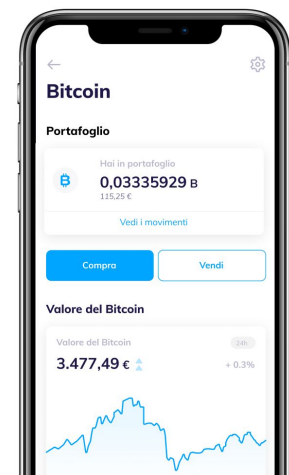 Bitcoin
Portafoglio
Hai in portafoglio
0,03335929 B
115,25 €
Vedi i movimenti
Compra Vendi
Valore del Bitcoin
Valore del Bitcoin 24h
3.477,49 € + 0.3%